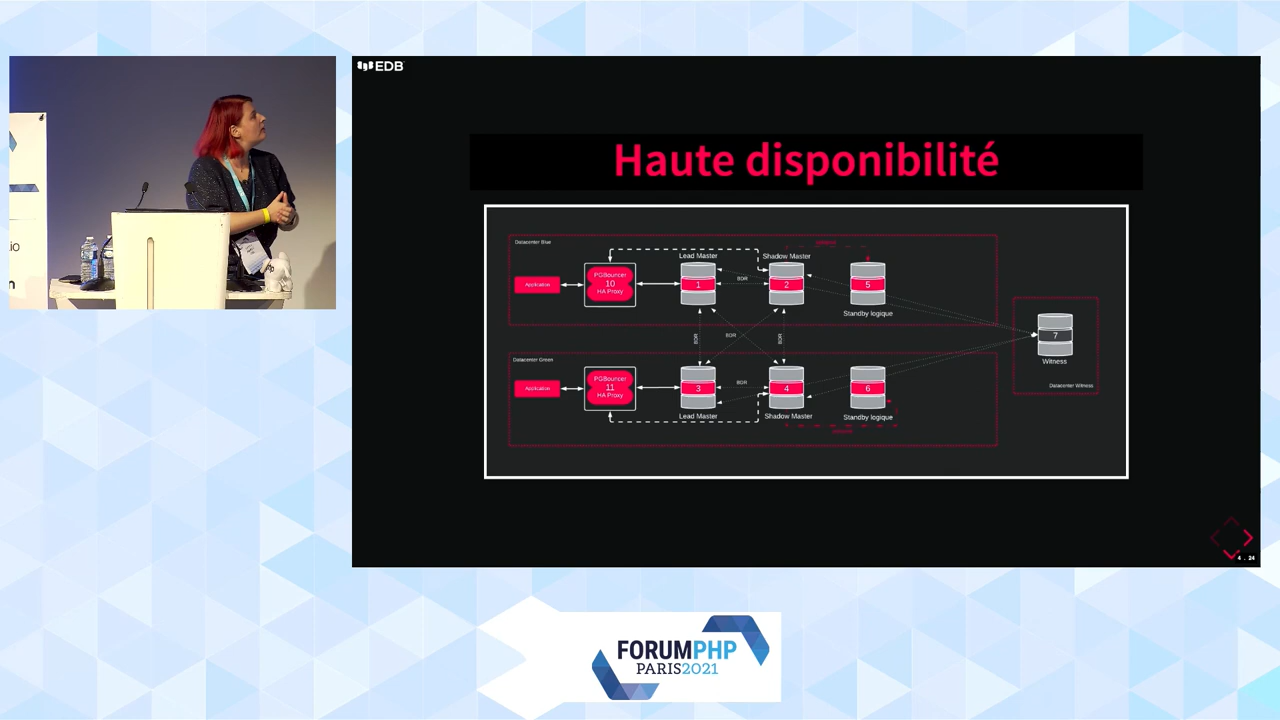 EDB
Haute disponibilité
Datacenter Blue
Application
PGBouncer
10
HA Proxy
Lead Master
1
BDR
Shadow Master
2
5
Standby logique
BDR
BDR
BDR
7
Witness
Datacenter Witness
Datacenter Green
Application
PGBouncer
11
HA Proxy
3
Lead Master
BDR
4
Shadow Master
6
Standby logique
4 . 24
FORUMPHP
PARIS2021